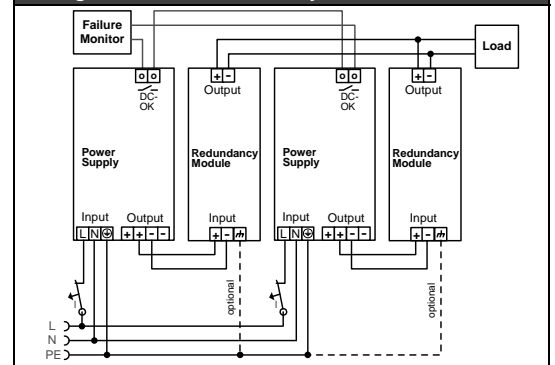 Failure
Monitor
Load
DC-
OK
+ -
Output
DC-
OK
+ -
Output
Power
Supply
Redundancy
Module
Power
Supply
Redundancy
Module
Input Output Input Input Output Input
L N + + - - + - L N + + - - + -
I I
optional optional
L
N
PE